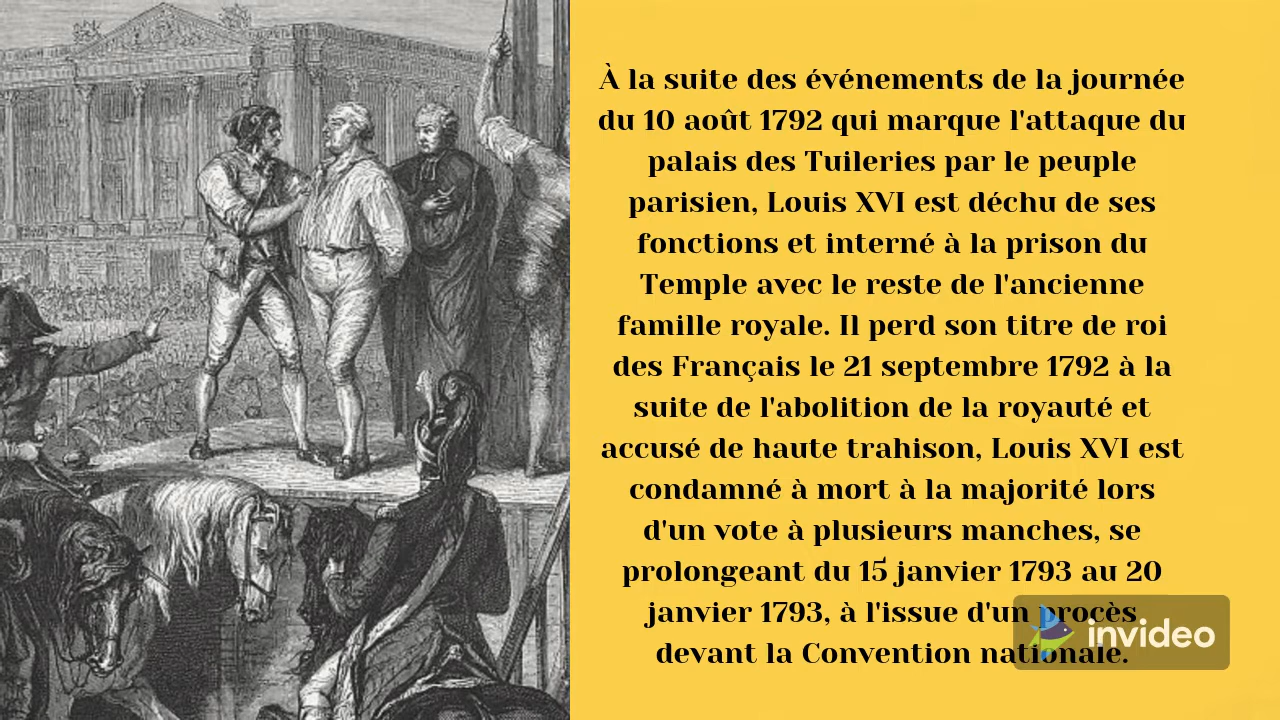 À la suite des événements de la journée
du 10 août 1792 qui marque l'attaque du
palais des Tuileries par le peuple
parisien, Louis XVI est déchu de ses
fonctions et interné à la prison du
Temple avec le reste de l'ancienne
famille royale. Il perd son titre de roi
des Français le 21 septembre 1792 à la
suite de l'abolition de la royauté et
accusé de haute trahison, Louis XVI est
condamné à mort à la majorité lors
d'un vote à plusieurs manches, se
prolongeant du 15 janvier 1793 au 20
janvier 1793, à l'issue d'un procès
devant la Convention nationale.
invideo